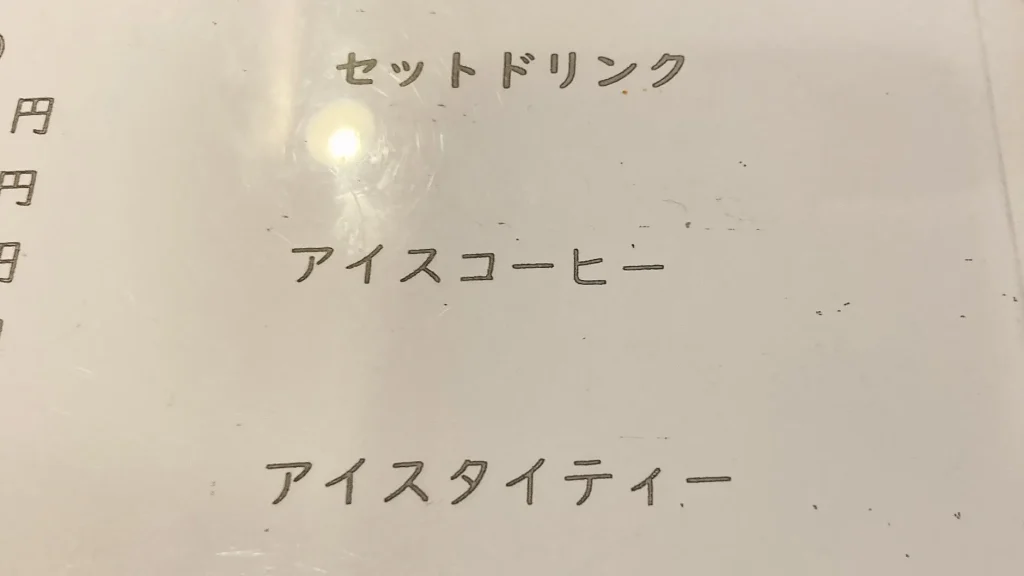 セットドリンク
円
円
アイスコーヒー
円
アイスタイティー